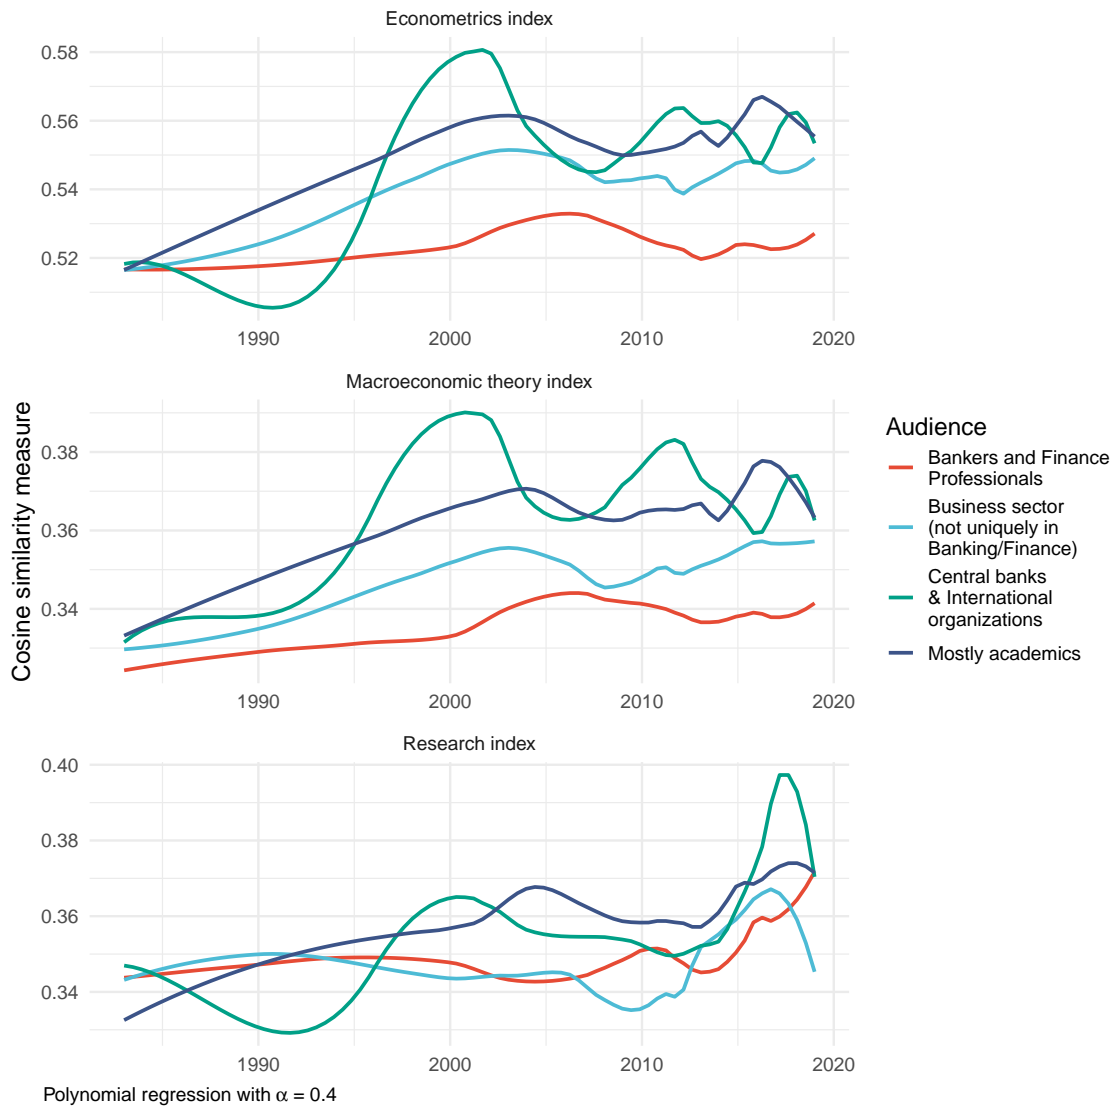 Econometrics index
0.58
0.56
0.54
0.52
1990 2000 2010 2020
Macroeconomic theory index
0.38
0.36
0.34
1990 2000 2010 2020
Research index
0.40
0.38
0.36
0.34
1990 2000 2010 2020
Cosine similarity measure
Audience
Bankers and Finance
Professionals
Business sector
(not uniquely in
Banking/Finance)
Central banks
& International
organizations
Mostly academics
Polynomial regression with α = 0.4